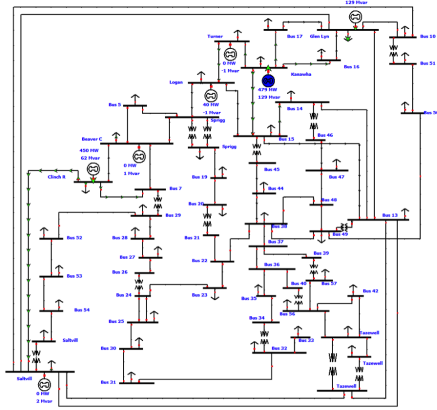 129 Mvar
Turner
Bus 17
Glen Lyn
Bus 10
Bus 51
0 MW
-1 Mvar
Kanawha
Bus 16
Logan
479 MW
129 Mvar
Bus 5
40 MW
-1 Mvar
Bus 14
Sprigg
Beaver C
Bus 15
Bus 46
450 MW
62 Mvar
Sprigg
0 MW
1 Mvar
Bus 45
Clinch R
Bus 19
Bus 47
Bus 7
Bus 44
Bus 30
Bus 48
Bus 29
Bus 13
Bus 52
Bus 28
Bus 21
Bus 38
Bus 49
Bus 37
Bus 27
Bus 39
Bus 22
Bus 36
Bus 53
Bus 26
Bus 40
Bus 57
Bus 42
Bus 24
Bus 23
Bus 35
Bus 54
Bus 56
Bus 25
Bus 34
Saltvill
Tazewell
Bus 33
Bus 20
Bus 32
Tazewell
Saltvill
Bus 31
Tazewell
0 MW
2 Mvar